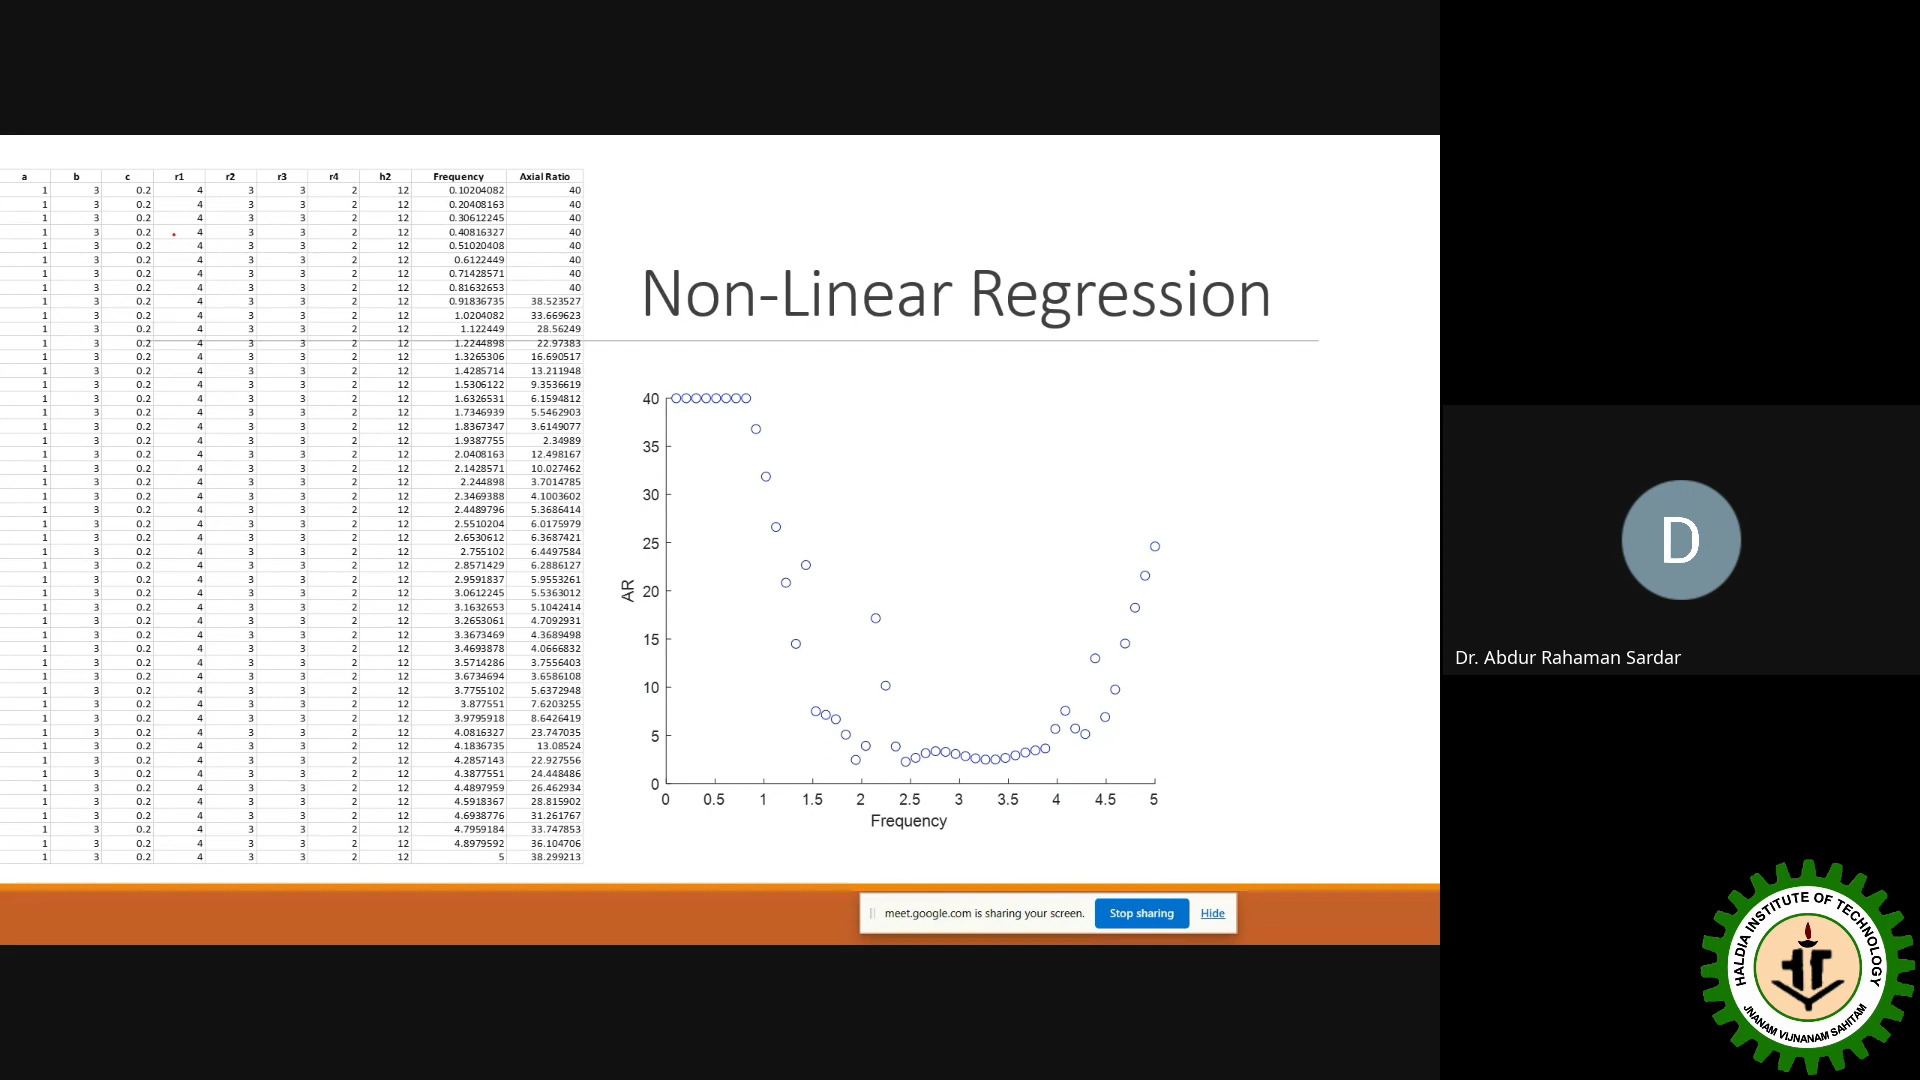 a b c r1 r2 r3 r4 h2 Frequency Axial Ratio
1 3 0.2 4 3 3 2 12 0.10204082 40
1 3 0.2 4 3 3 2 12 0.20408163 40
1 3 0.2 4 3 3 2 12 0.30612245 40
1 3 0.2 4 3 3 2 12 0.40816327 40
1 3 0.2 4 3 3 2 12 0.51020408 40
1 3 0.2 4 3 3 2 12 0.6122449 40
1 3 0.2 4 3 3 2 12 0.71428571 40
1 3 0.2 4 3 3 2 12 0.81632653 40
1 3 0.2 4 3 3 2 12 0.91836735 38.523527
1 3 0.2 4 3 3 2 12 1.0204082 33.669623
1 3 0.2 4 3 3 2 12 1.122449 28.56249
1 3 0.2 4 3 3 2 12 1.2244898 22.97383
1 3 0.2 4 3 3 2 12 1.3265306 16.690517
1 3 0.2 4 3 3 2 12 1.4285714 13.211948
1 3 0.2 4 3 3 2 12 1.5306122 9.3536619
1 3 0.2 4 3 3 2 12 1.6326531 6.1594812
1 3 0.2 4 3 3 2 12 1.7346939 5.5462903
1 3 0.2 4 3 3 2 12 1.8367347 3.6149077
1 3 0.2 4 3 3 2 12 1.9387755 2.34989
1 3 0.2 4 3 3 2 12 2.0408163 12.498167
1 3 0.2 4 3 3 2 12 2.1428571 10.027462
1 3 0.2 4 3 3 2 12 2.244898 3.7014785
1 3 0.2 4 3 3 2 12 2.3469388 4.1003602
1 3 0.2 4 3 3 2 12 2.4489796 5.3686414
1 3 0.2 4 3 3 2 12 2.5510204 6.0175979
1 3 0.2 4 3 3 2 12 2.6530612 6.3687421
1 3 0.2 4 3 3 2 12 2.755102 6.4497584
1 3 0.2 4 3 3 2 12 2.8571429 6.2886127
1 3 0.2 4 3 3 2 12 2.9591837 5.9553261
1 3 0.2 4 3 3 2 12 3.0612245 5.5363012
1 3 0.2 4 3 3 2 12 3.1632653 5.1042414
1 3 0.2 4 3 3 2 12 3.2653061 4.7092931
1 3 0.2 4 3 3 2 12 3.3673469 4.3689498
1 3 0.2 4 3 3 2 12 3.4693878 4.0666832
1 3 0.2 4 3 3 2 12 3.5714286 3.7556403
1 3 0.2 4 3 3 2 12 3.6734694 3.6586108
1 3 0.2 4 3 3 2 12 3.7755102 5.6372948
1 3 0.2 4 3 3 2 12 3.877551 7.6203255
1 3 0.2 4 3 3 2 12 3.9795918 8.6426419
1 3 0.2 4 3 3 2 12 4.0816327 23.747035
1 3 0.2 4 3 3 2 12 4.1836735 13.08524
1 3 0.2 4 3 3 2 12 4.2857143 22.927556
1 3 0.2 4 3 3 2 12 4.3877551 24.448486
1 3 0.2 4 3 3 2 12 4.4897959 26.462934
1 3 0.2 4 3 3 2 12 4.5918367 28.815902
1 3 0.2 4 3 3 2 12 4.6938776 31.261767
1 3 0.2 4 3 3 2 12 4.7959184 33.747853
1 3 0.2 4 3 3 2 12 4.8979592 36.104706
1 3 0.2 4 3 3 2 12 5 38.299213
Non-Linear Regression
40
35
30
25
20
15
10
5
0
AR
0 0.5 1 1.5 2 2.5 3 3.5 4 4.5 5
Frequency
meet.google.com is sharing your screen. Stop sharing Hide
D
Dr. Abdur Rahaman Sardar
HALDIA INSTITUTE OF TECHNOLOGY
JNANAM VIJNANAM SAHITAM